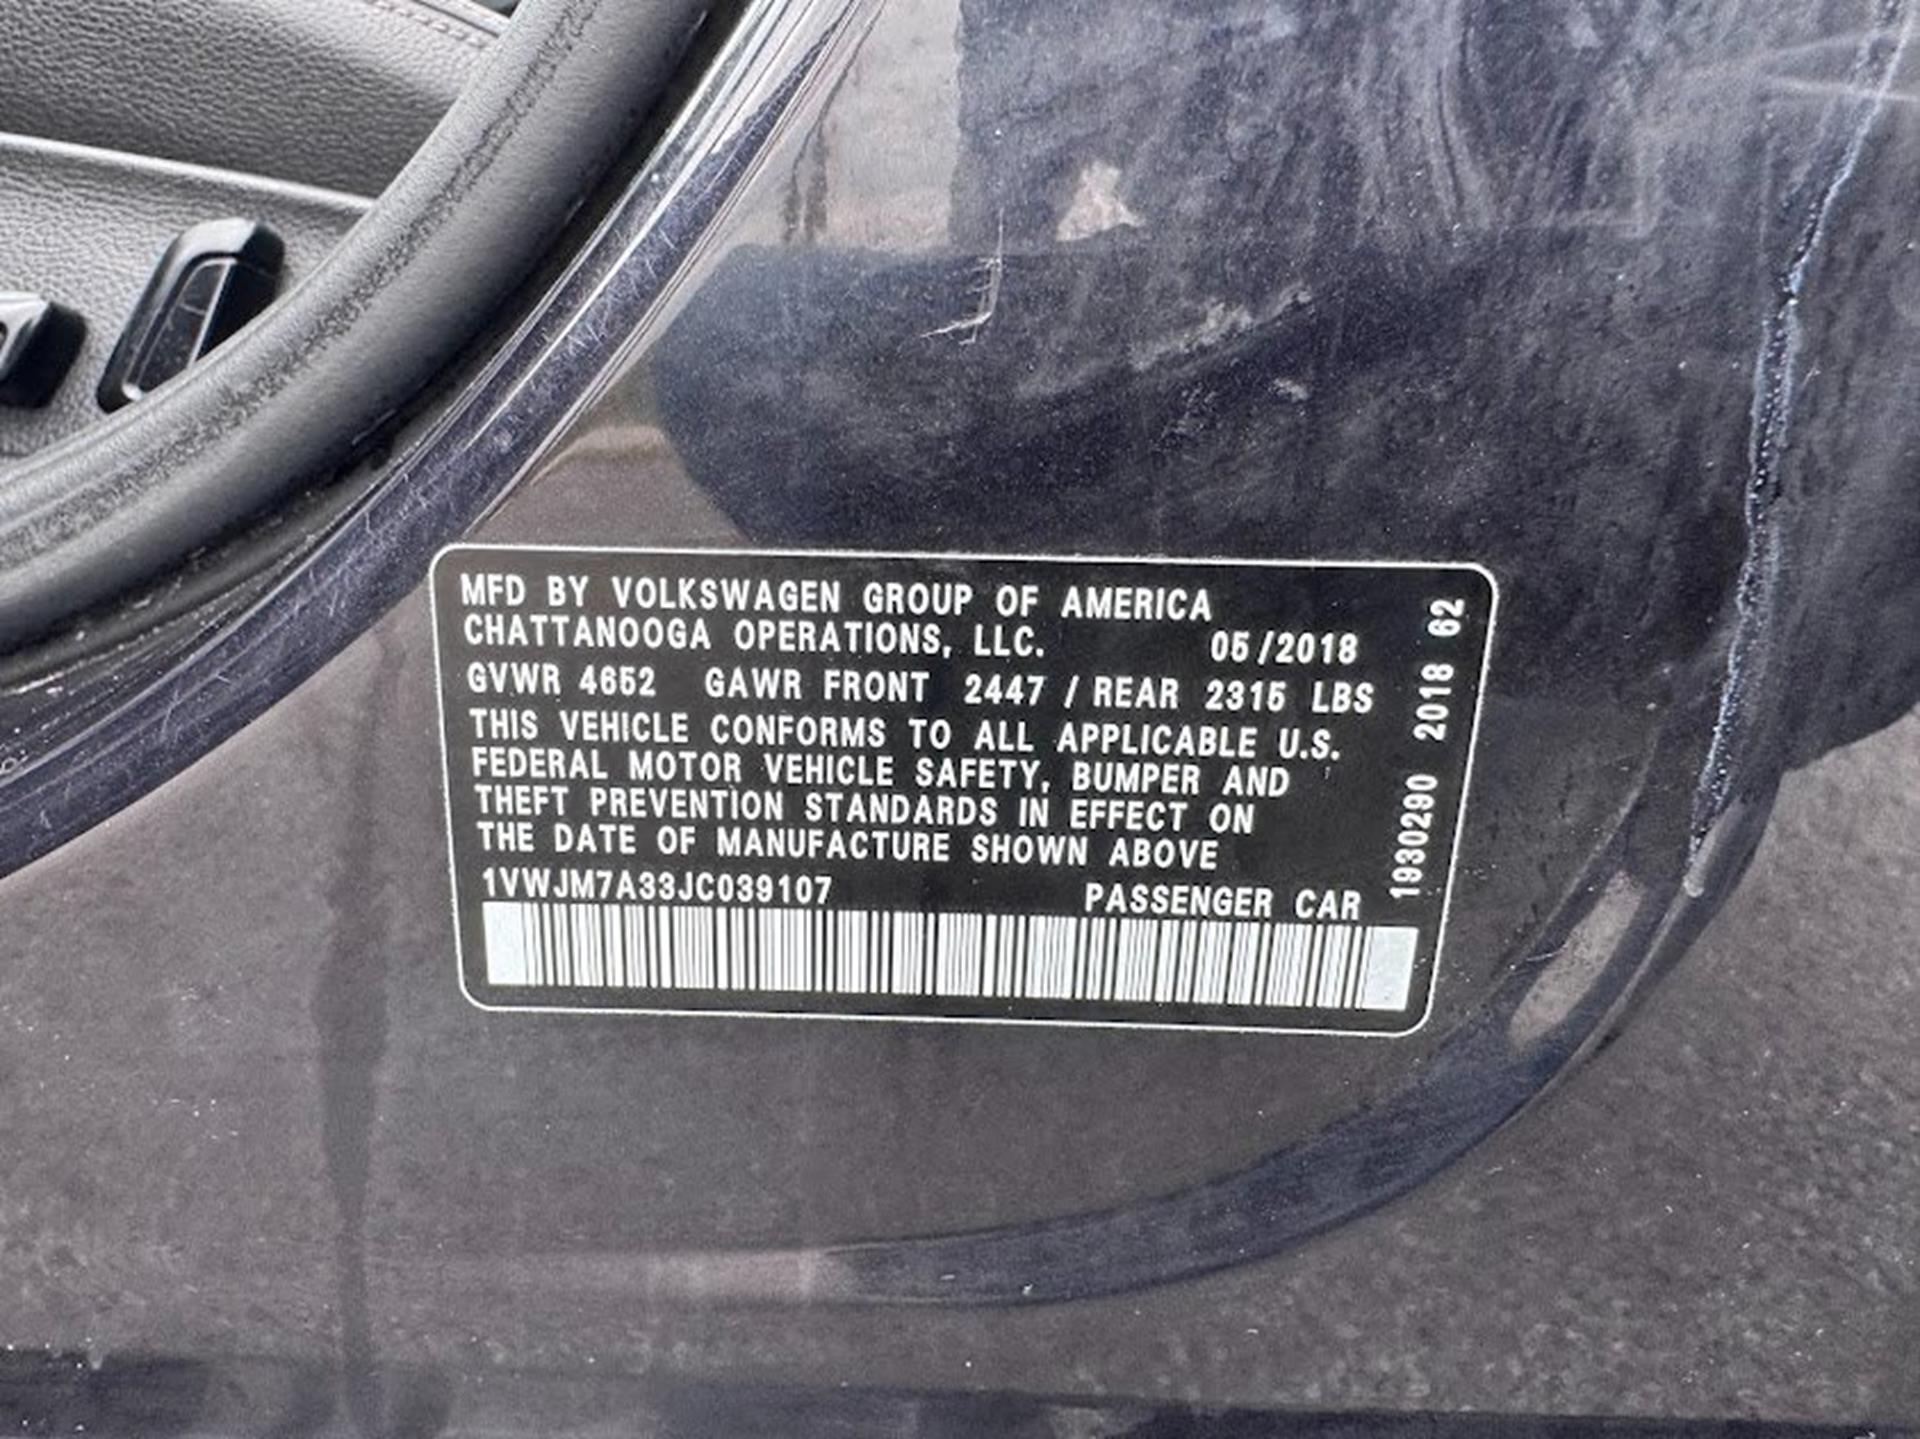 MFD BY VOLKSWAGEN GROUP OF AMERICA
CHATTANOOGA OPERATIONS, LLC. 05/2018
GVWR 4652 GAWR FRONT 2447 / REAR 2315 LBS
THIS VEHICLE CONFORMS TO ALL APPLICABLE U.S.
FEDERAL MOTOR VEHICLE SAFETY, BUMPER AND
THEFT PREVENTION STANDARDS IN EFFECT ON
THE DATE OF MANUFACTURE SHOWN ABOVE
1VWJM7A33JC039107 PASSENGER CAR
1930290 2018 62